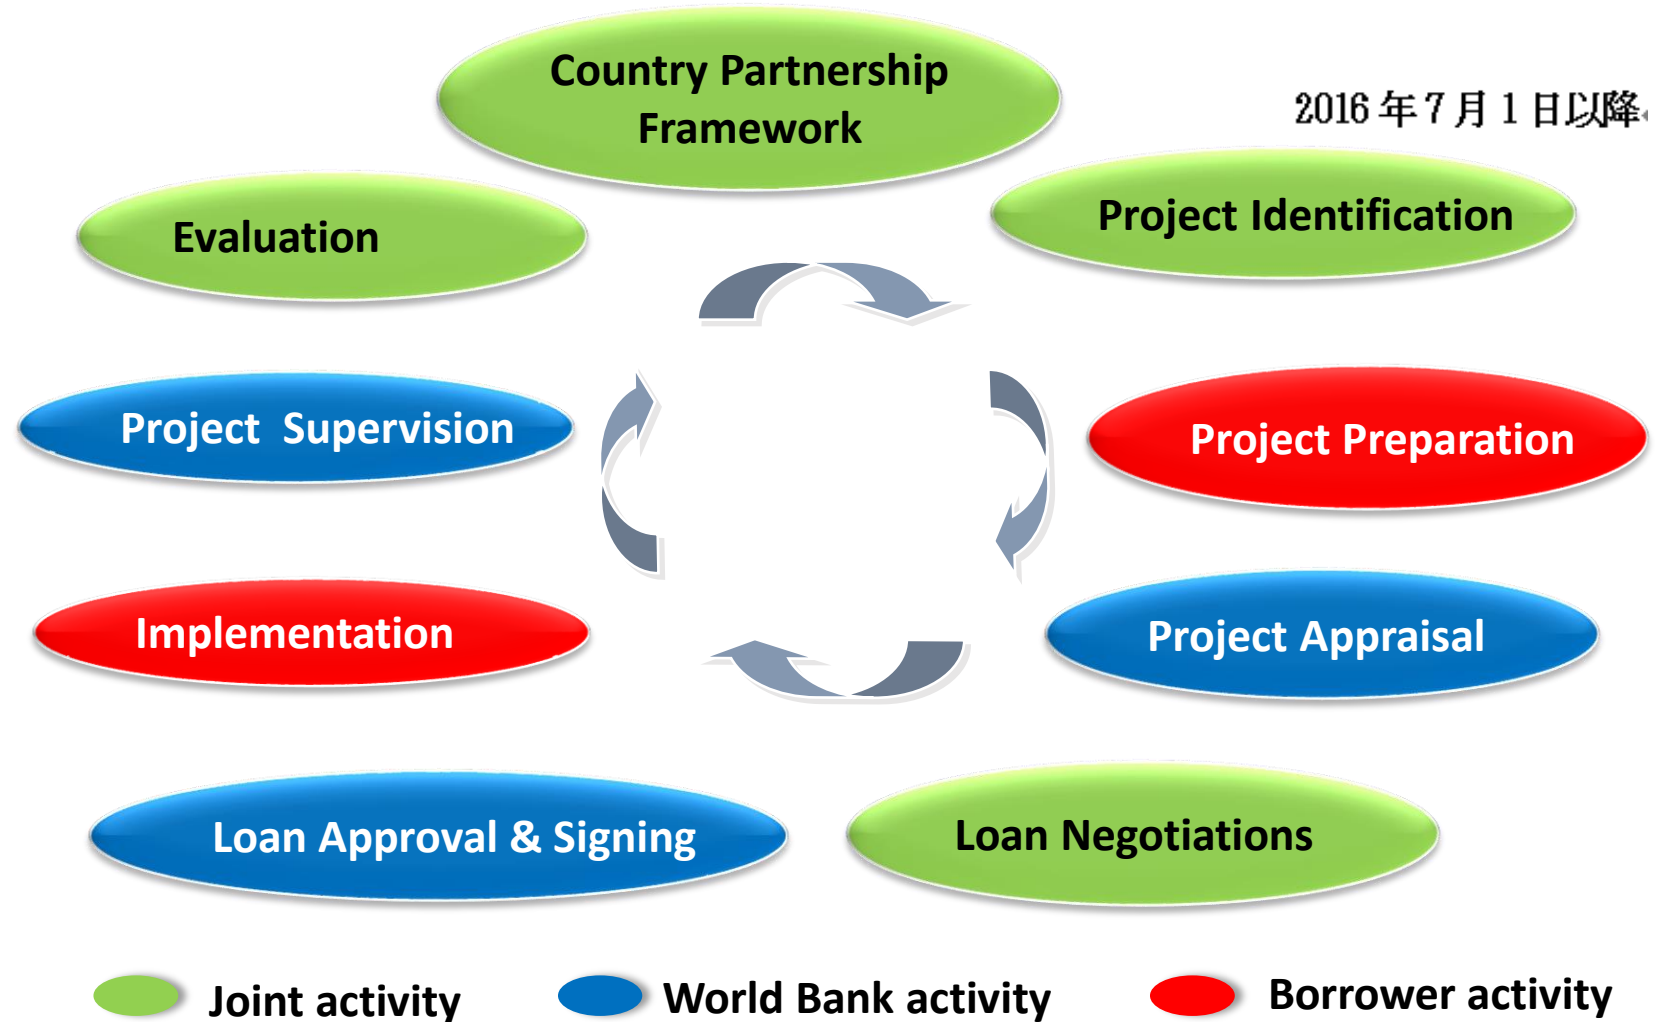 Country Partnership
Framework
2016年7月1日以降
Evaluation
Project Identification
Project Supervision
Project Preparation
Implementation
Project Appraisal
Loan Approval & Signing
Loan Negotiations
Joint activity
World Bank activity
Borrower activity